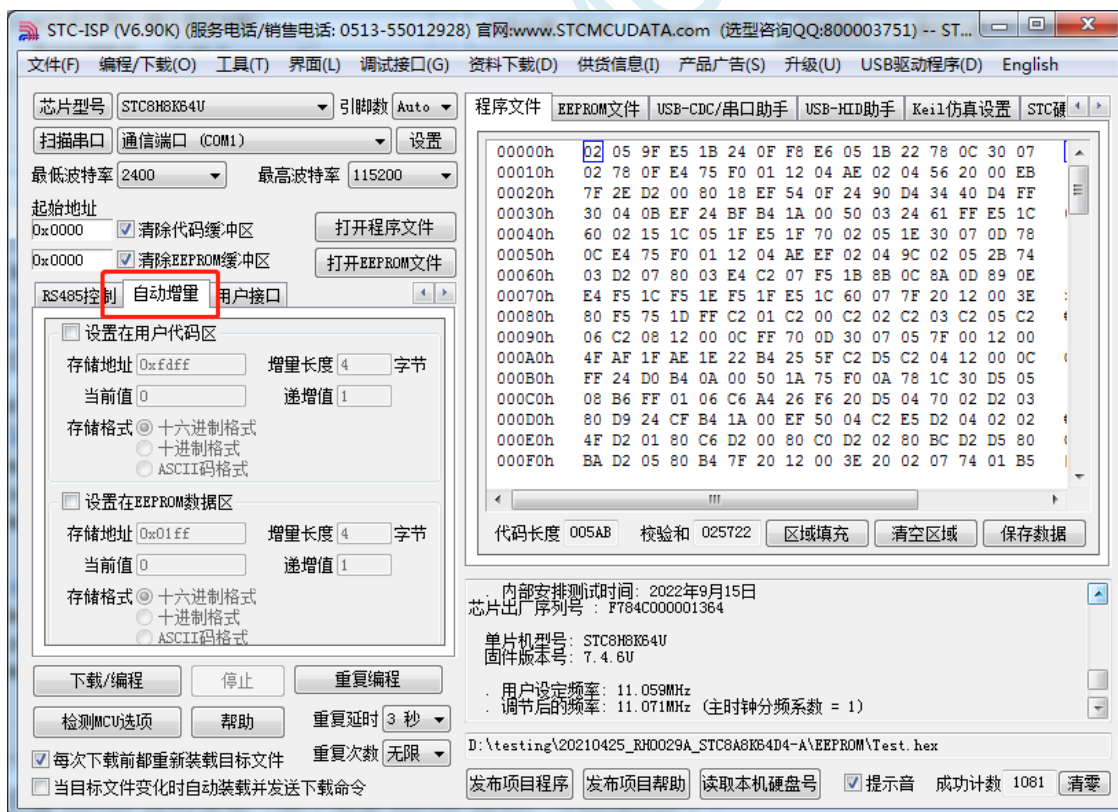 STC-ISP (V6.90K) (服务电话/销售电话: 0513-55012928) 官网:www.STCMCUDATA.com (选型咨询QQ:800003751) -- ST...
文件(F) 编程/下载(O) 工具(T) 界面(L) 调试接口(G) 资料下载(D) 供货信息(I) 产品广告(S) 升级(U) USB驱动程序(D) English
芯片型号 STC8H8K64U 引脚数 Auto
扫描串口 通信端口 (COM1) 设置
最低波特率 2400 最高波特率 115200
起始地址
0x0000 清除代码缓冲区 打开程序文件
0x0000 清除EEPROM缓冲区 打开EEPROM文件
RS485控制 自动增量 用户接口
设置在用户代码区
存储地址 0xfdff 增量长度 4 字节
当前值 0 递增值 1
存储格式 十六进制格式
十进制格式
ASCII码格式
设置在EEPROM数据区
存储地址 0x01ff 增量长度 4 字节
当前值 0 递增值 1
存储格式 十六进制格式
十进制格式
ASCII码格式
下载/编程 停止 重复编程
检测MCU选项 帮助 重复延时 3 秒
每次下载前都重新装载目标文件 重复次数 无限
当目标文件变化时自动装载并发送下载命令
程序文件 EEPROM文件 USB-CDC/串口助手 USB-HID助手 Keil仿真设置 STC硬
00000h 02 05 9F E5 1B 24 0F F8 E6 05 1B 22 78 0C 30 07
00010h 02 78 0F E4 75 F0 01 12 04 AE 02 04 56 20 00 EB
00020h 7F 2E D2 00 80 18 EF 54 0F 24 90 D4 34 40 D4 FF
00030h 30 04 0B EF 24 BF B4 1A 00 50 03 24 61 FF E5 1C
00040h 60 02 15 1C 05 1F E5 1F 70 02 05 1E 30 07 0D 78
00050h 0C E4 75 F0 01 12 04 AE EF 02 04 9C 02 05 2B 74
00060h 03 D2 07 80 03 E4 C2 07 F5 1B 8B 0C 8A 0D 89 0E
00070h E4 F5 1C F5 1E F5 1F E5 1C 60 07 7F 20 12 00 3E
00080h 80 F5 75 1D FF C2 01 C2 00 C2 02 C2 03 C2 05 C2
00090h 06 C2 08 12 00 0C FF 70 0D 30 07 05 7F 00 12 00
000A0h 4F AF 1F AE 1E 22 B4 25 5F C2 D5 C2 04 12 00 0C
000B0h FF 24 D0 B4 0A 00 50 1A 75 F0 0A 78 1C 30 D5 05
000C0h 08 B6 FF 01 06 C6 A4 26 F6 20 D5 04 70 02 D2 03
000D0h 80 D9 24 CF B4 1A 00 EF 50 04 C2 E5 D2 04 02 02
000E0h 4F D2 01 80 C6 D2 00 80 C0 D2 02 80 BC D2 D5 80
000F0h BA D2 05 80 B4 7F 20 12 00 3E 20 02 07 74 01 B5
代码长度 005AB 校验和 025722 区域填充 清空区域 保存数据
. 内部安排测试时间: 2022年9月15日
芯片出厂序列号 : F784C000001364
单片机型号: STC8H8K64U
固件版本号: 7.4.6U
. 用户设定频率: 11.059MHz
. 调节后的频率: 11.071MHz (主时钟分频系数 = 1)
D:\testing\20210425_RH0029A_STC8A8K64D4-A\EEPROM\Test.hex
发布项目程序 发布项目帮助 读取本机硬盘号 提示音 成功计数 1081 清零